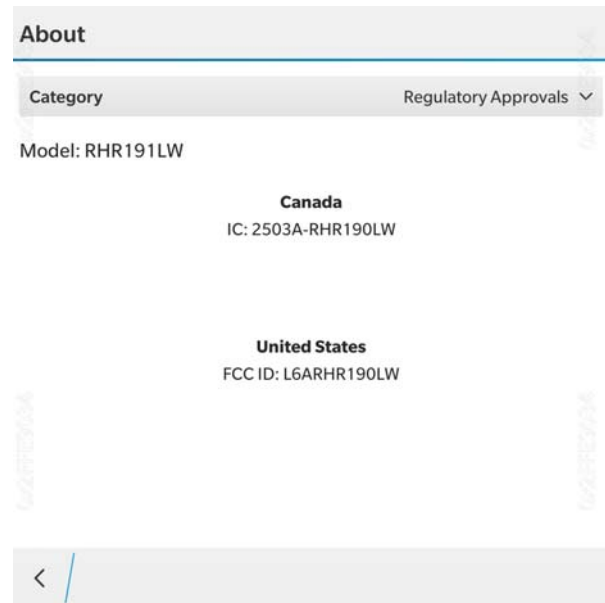 About
Category Regulatory Approvals
Model: RHR191LW
Canada
IC: 2503A-RHR190LW
United States
FCC ID: L6ARHR190LW